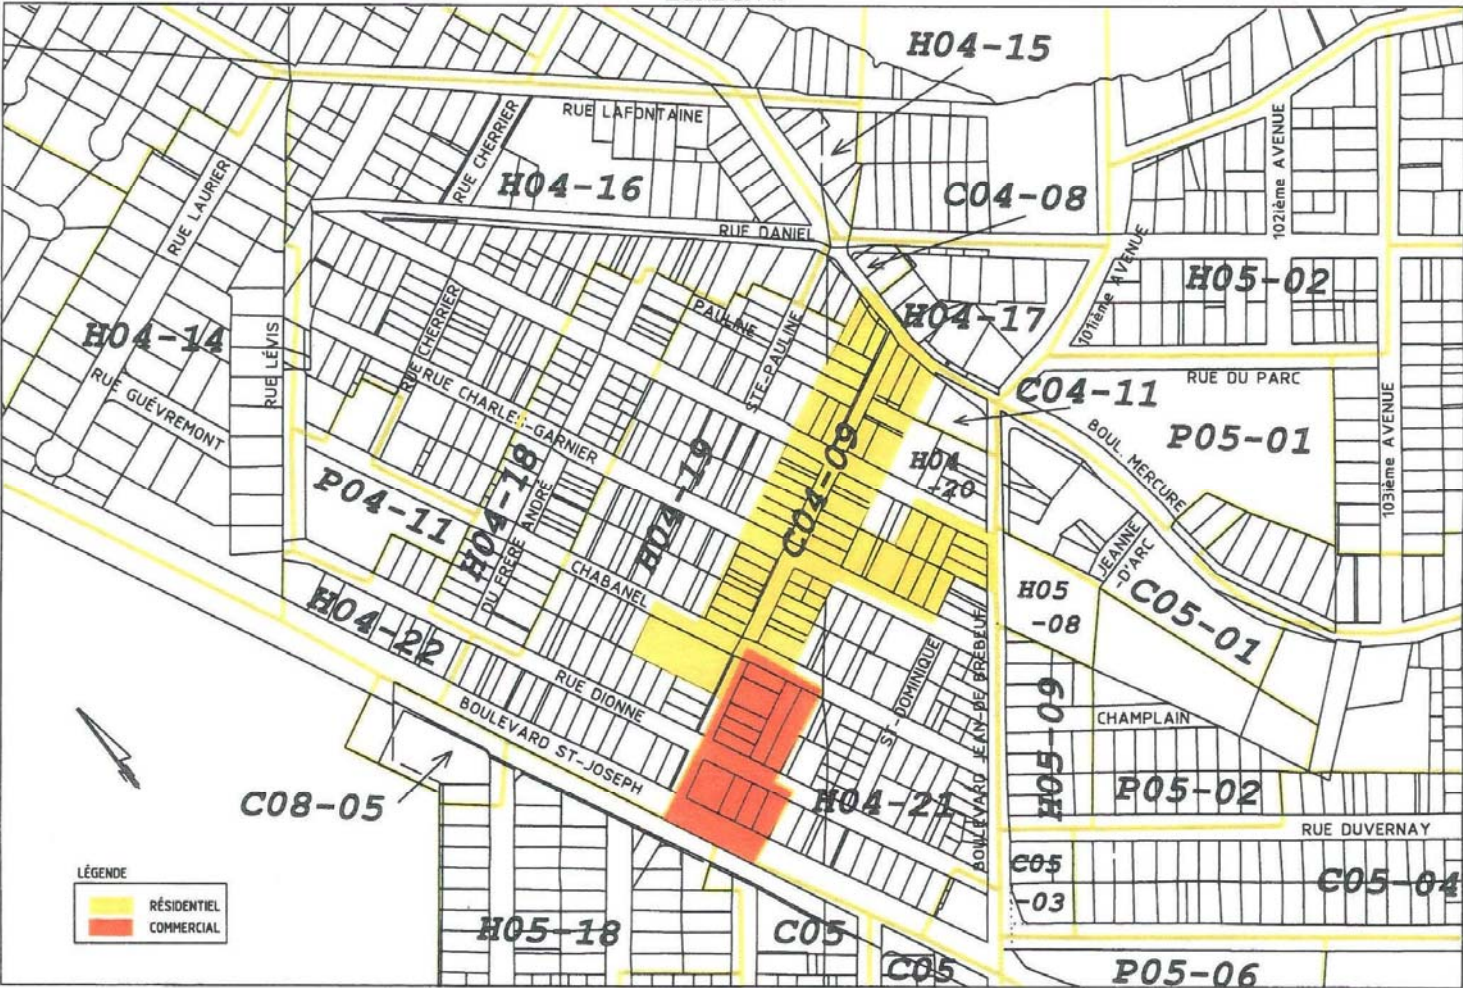 H04-15
RUE LAFONTAINE
RUE CHERRIER
H04-16
C04-08
102ième AVENUE
RUE LAURIER
RUE DANIEL
101ième AVENUE
H05-02
PAULINE
H04-17
H04-14
RUE LÉVIS
RUE CHERRIER
STE-PAULINE
RUE GUÉVREMONT
RUE CHARLES-GARNIER
C04-11
RUE DU PARC
BOUL. MERCURE
P05-01
103ième AVENUE
H04
-20
C04-09
H04-19
H04-18
P04-11
DU FRÈRE ANDRÉ
CHABANEL
JEANNE
-D'ARC
H05
-08
C05-01
H04-22
RUE DIONNE
ST-DOMINIQUE
BOULEVARD JEAN-DE BRÉBEUF
H05-09
CHAMPLAIN
BOULEVARD ST-JOSEPH
C08-05
H04-21
P05-02
RUE DUVERNAY
C05
-03
C05-04
LÉGENDE
RÉSIDENTIEL
COMMERCIAL
H05-18
C05
C05
P05-06